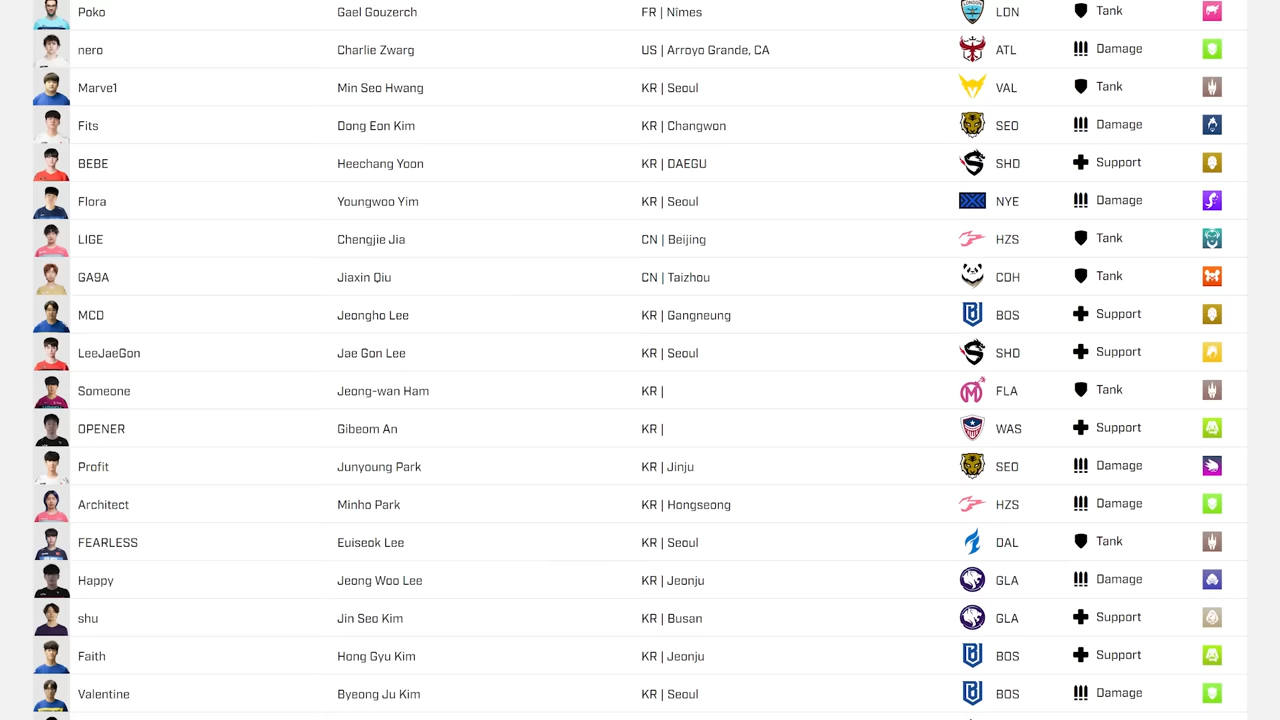 Poko Gael Gouzerch FR | Nimes LDN Tank
nero Charlie Zwarg US | Arroyo Grande, CA ATL Damage
Marve1 Min Seo Hwang KR | Seoul VAL Tank
Fits Dong Eon Kim KR | Changwon SEO Damage
BEBE Heechang Yoon KR | DAEGU SHD Support
Flora Young Jo Yim KR | Seoul NYE Damage
LIGE Chengjie Jia CN | Beijing HZS Tank
GA9A Jiaxin Qiu CN | Taizhou CDH Tank
MCD Jeongho Lee KR | Gangneung BOS Support
LeeJaeGon Jae Gon Lee KR | Seoul SHD Support
Someone Jeong-wan Ham KR | FLA Tank
OPENER Gibeom An KR | WAS Support
Profit Junyoung Park KR | Jinju SEO Damage
Architect Minho Park KR | Hongseong HZS Damage
FEARLESS Euiseok Lee KR | Seoul DAL Tank
Happy Jeong Woo Lee KR | Jeonju GLA Damage
shu Jin Seo Kim KR | Busan GLA Support
Faith Hong Gyu Kim KR | Jeonju BOS Support
Valentine Byeong Ju Kim KR | Seoul BOS Damage